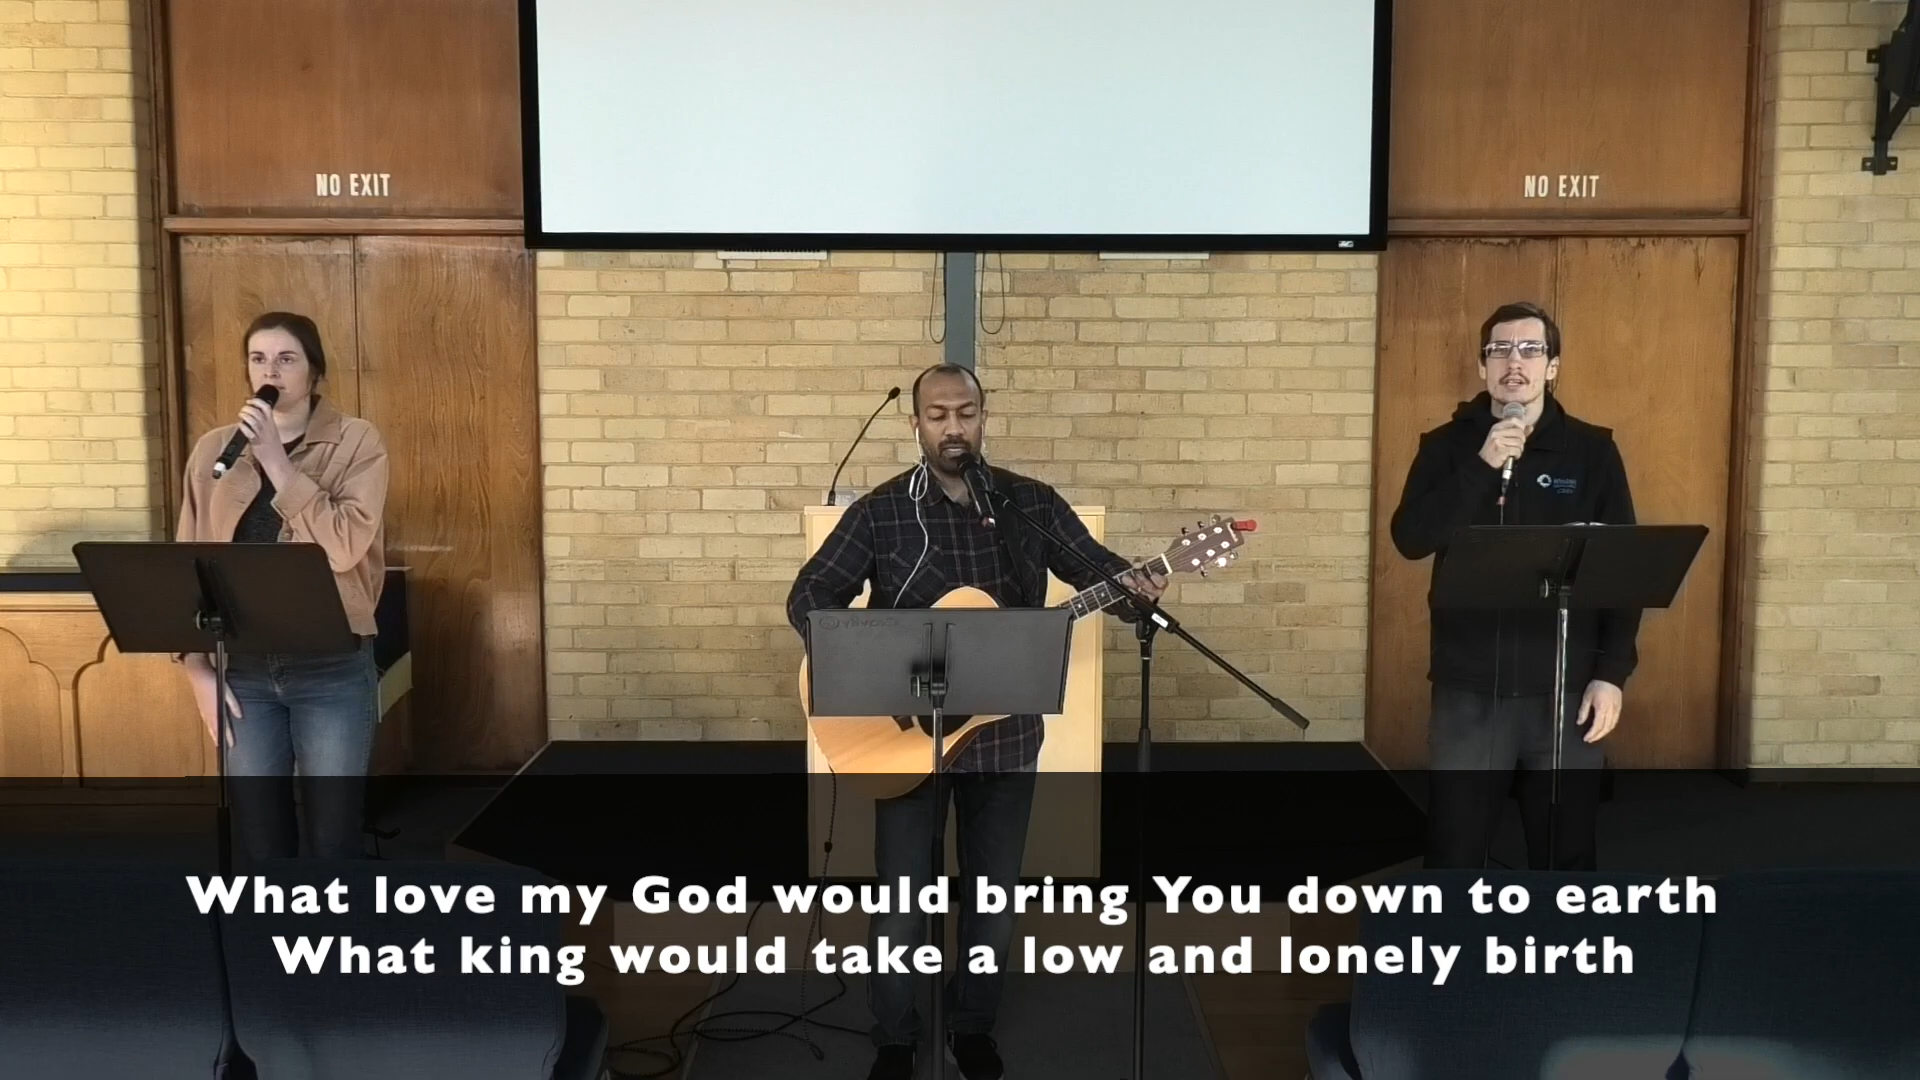 NO EXIT
NO EXIT
What love my God would bring You down to earth
What king would take a low and lonely birth